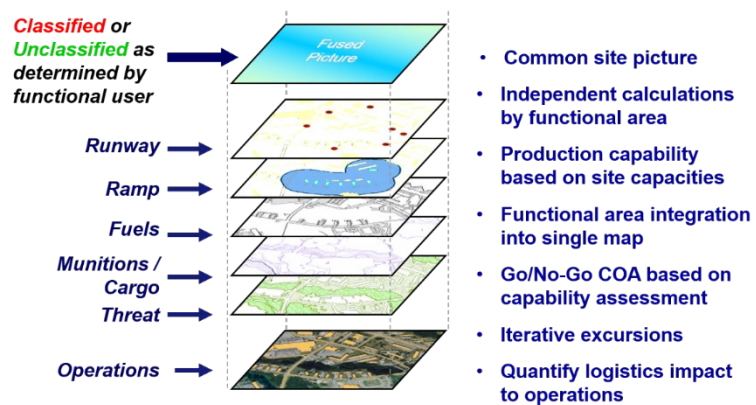 Classified or
Unclassified as
determined by
functional user
Fused
Picture
Runway
Ramp
Fuels
Munitions /
Cargo
Threat
Operations
• Common site picture
• Independent calculations
by functional area
• Production capability
based on site capacities
• Functional area integration
into single map
• Go/No-Go COA based on
capability assessment
• Iterative excursions
• Quantify logistics impact
to operations